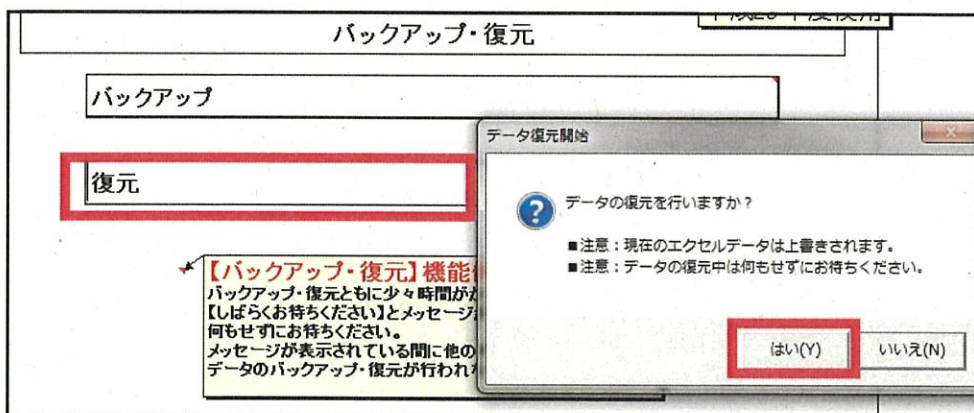 バックアップ・復元
バックアップ
復元
データ復元開始
データの復元を行いますか？
■注意：現在のエクセルデータは上書きされます。
■注意：データの復元中は何もせずにお待ちください。
はい(Y)
いいえ(N)
【バックアップ・復元】機能
バックアップ・復元ともに少々時間が
【しばらくお待ちください】とメッセージ
何もせずにお待ちください。
メッセージが表示されている間に他の
データのバックアップ・復元が行われ